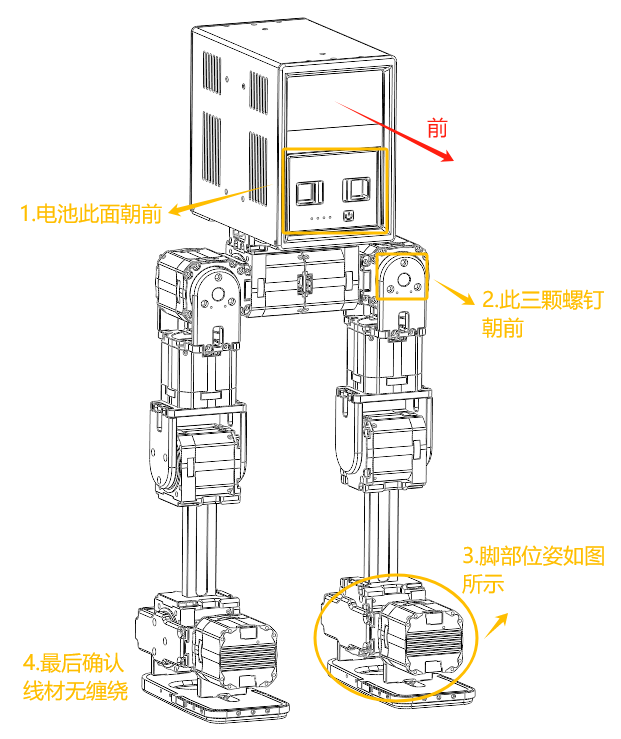 前
1.电池此面朝前
2.此三颗螺钉
朝前
3.脚部位姿如图
所示
4.最后确认
线材无缠绕